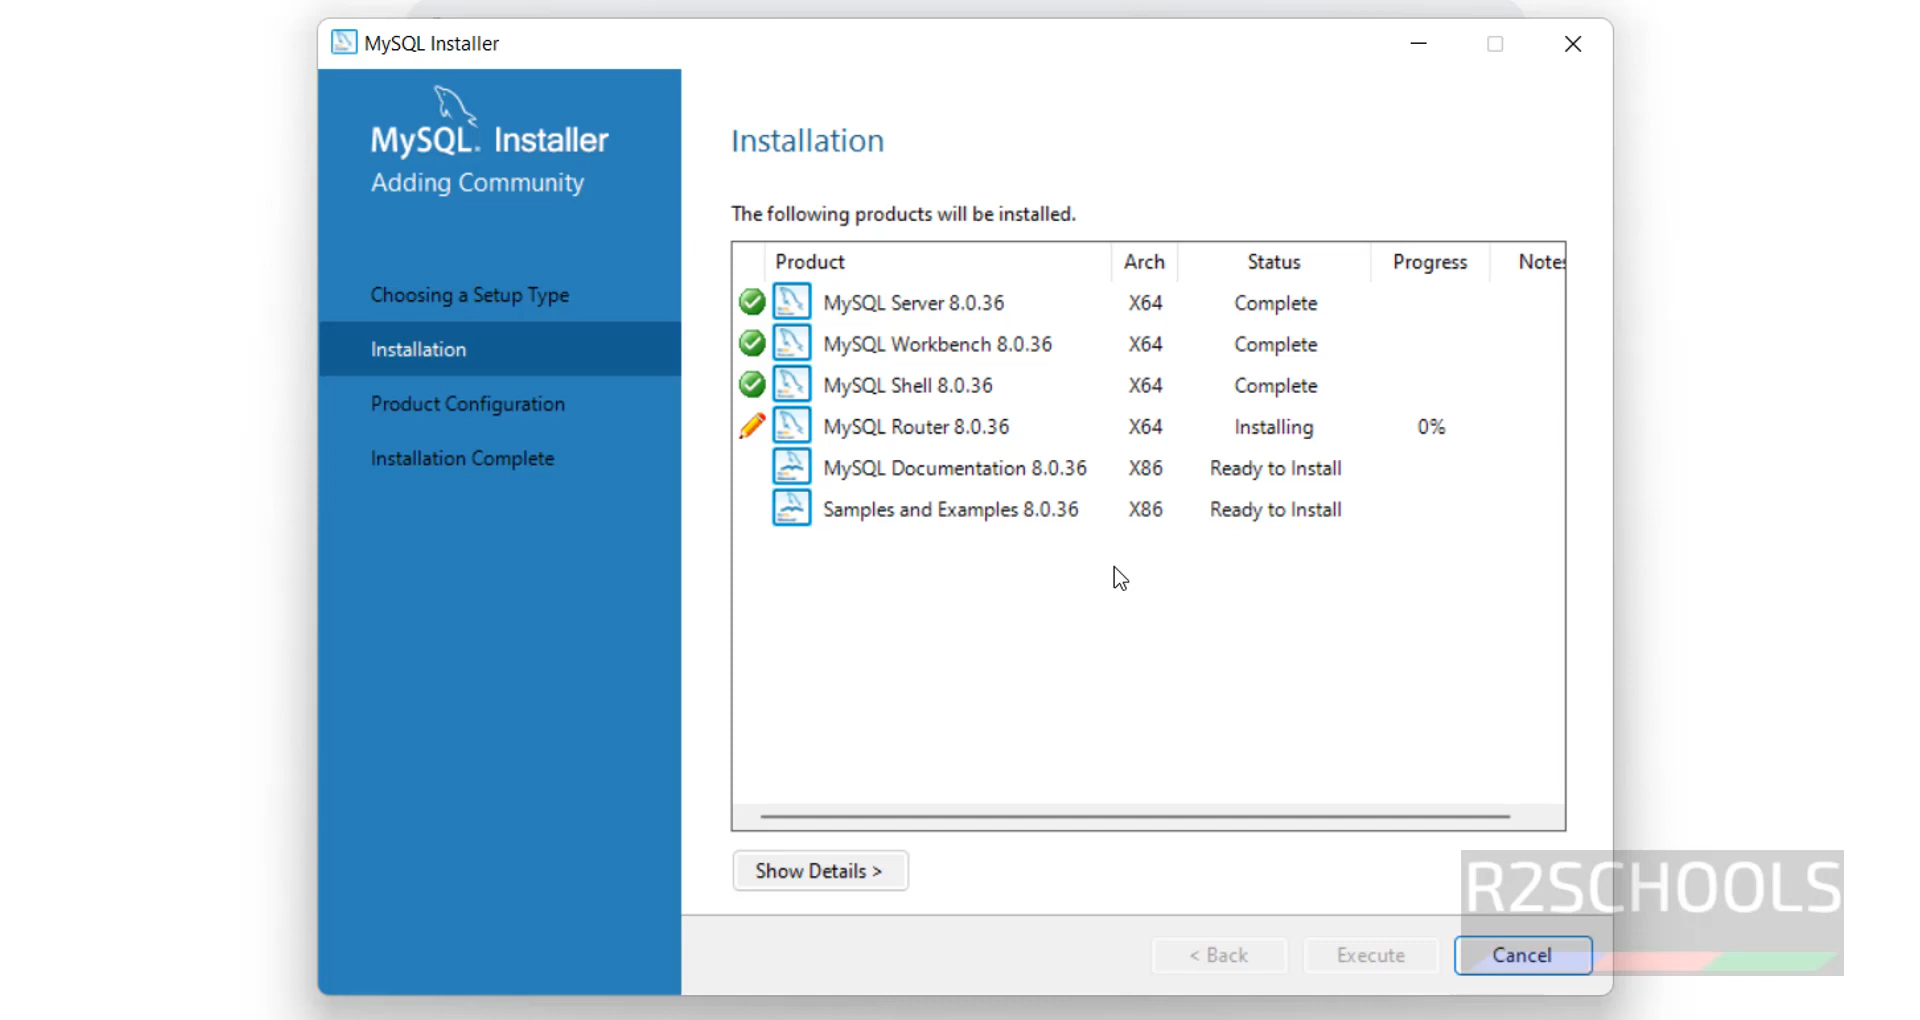 MySQL Installer
MySQL. Installer
Adding Community
Choosing a Setup Type
Installation
Product Configuration
Installation Complete
Installation
The following products will be installed.
Product Arch Status Progress Notes
MySQL Server 8.0.36 X64 Complete
MySQL Workbench 8.0.36 X64 Complete
MySQL Shell 8.0.36 X64 Complete
MySQL Router 8.0.36 X64 Installing 0%
MySQL Documentation 8.0.36 X86 Ready to Install
Samples and Examples 8.0.36 X86 Ready to Install
Show Details >
R2SCHOOLS
< Back Execute Cancel